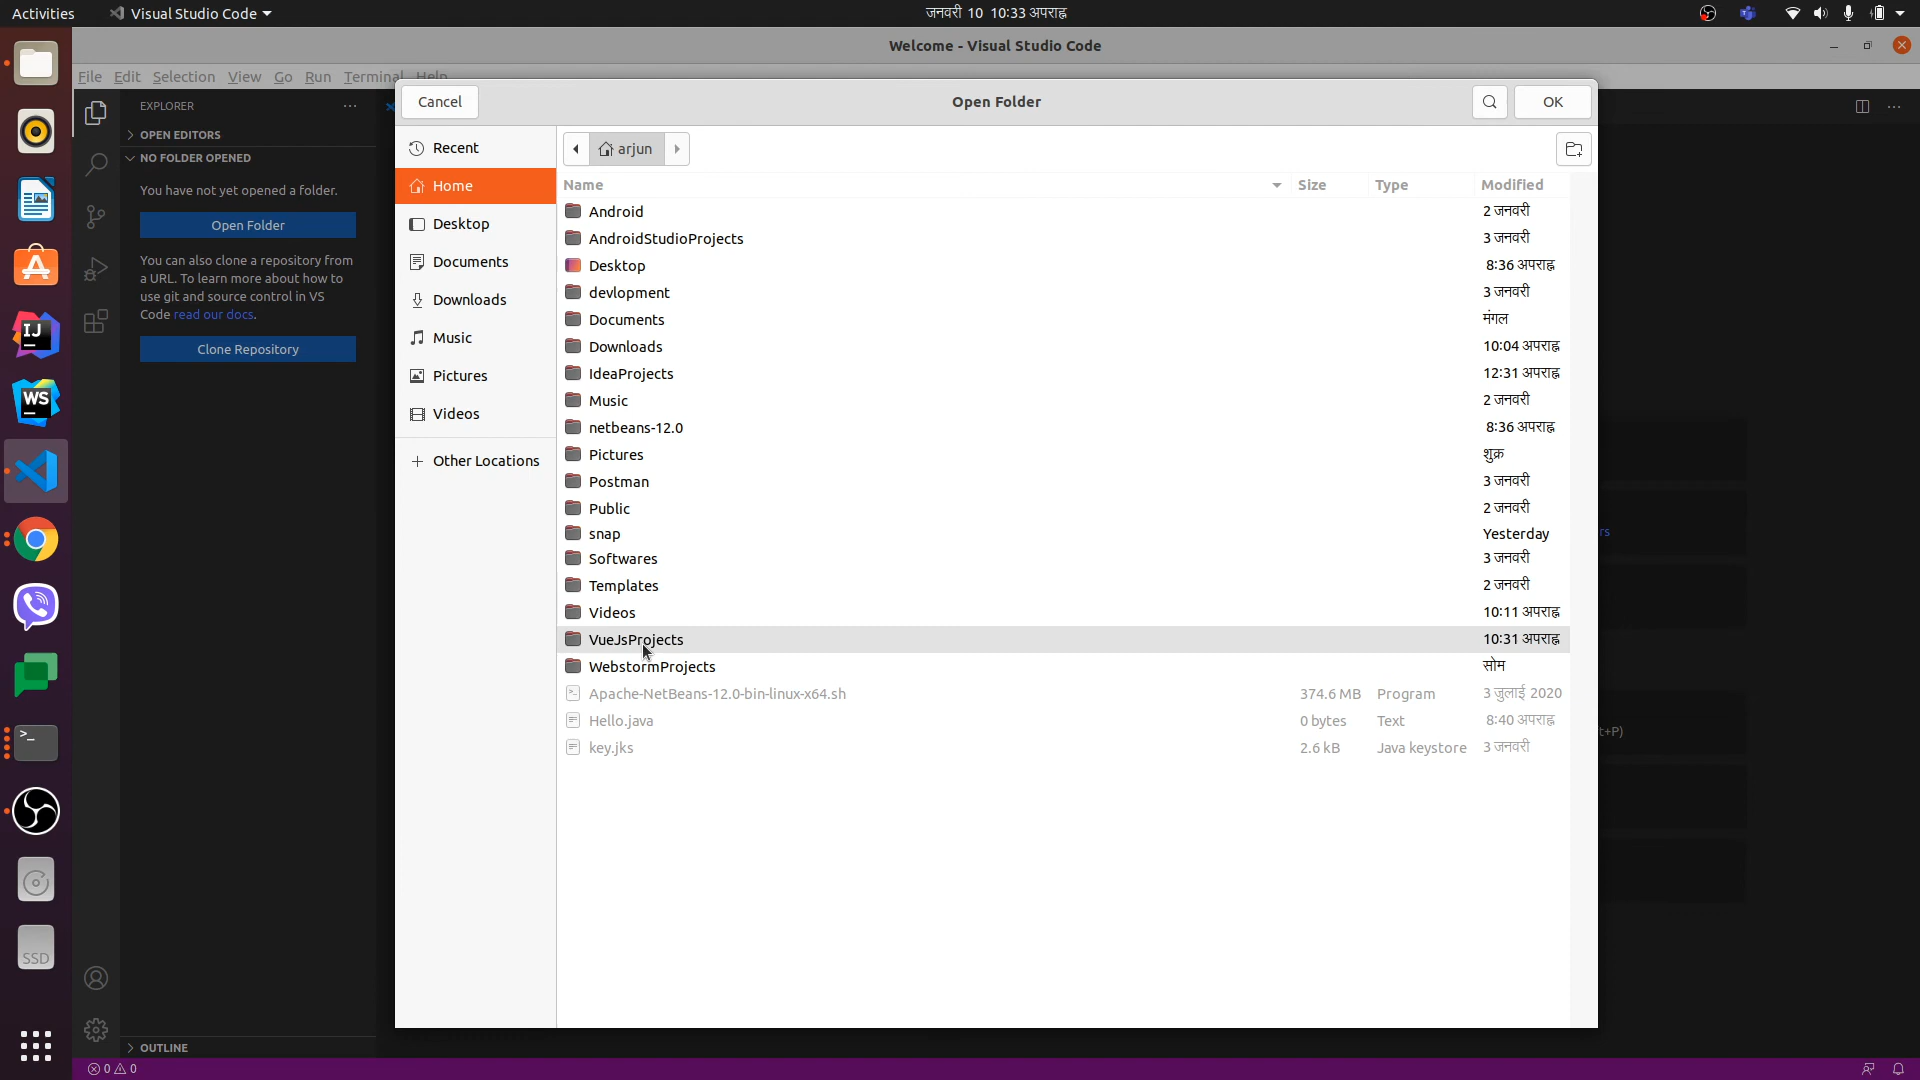 Activities
Visual Studio Code
जनवरी 10 10:33 अपराह्न
Welcome - Visual Studio Code
File Edit Selection View Go Run Terminal Help
EXPLORER
OPEN EDITORS
NO FOLDER OPENED
You have not yet opened a folder.
Open Folder
You can also clone a repository from
a URL. To learn more about how to
use git and source control in VS
Code read our docs.
Clone Repository
OUTLINE
0 0
Cancel
Open Folder
OK
Recent
Home
Desktop
Documents
Downloads
Music
Pictures
Videos
Other Locations
arjun
Name Size Type Modified
Android 2 जनवरी
AndroidStudioProjects 3 जनवरी
Desktop 8:36 अपराह्न
devlopment 3 जनवरी
Documents मंगल
Downloads 10:04 अपराह्न
IdeaProjects 12:31 अपराह्न
Music 2 जनवरी
netbeans-12.0 8:36 अपराह्न
Pictures शुक्र
Postman 3 जनवरी
Public 2 जनवरी
snap Yesterday
Softwares 3 जनवरी
Templates 2 जनवरी
Videos 10:11 अपराह्न
VueJsProjects 10:31 अपराह्न
WebstormProjects सोम
Apache-NetBeans-12.0-bin-linux-x64.sh 374.6 MB Program 3 जुलाई 2020
Hello.java 0 bytes Text 8:40 अपराह्न
key.jks 2.6 kB Java keystore 3 जनवरी
rs
t+P)
IJ
WS
SSD